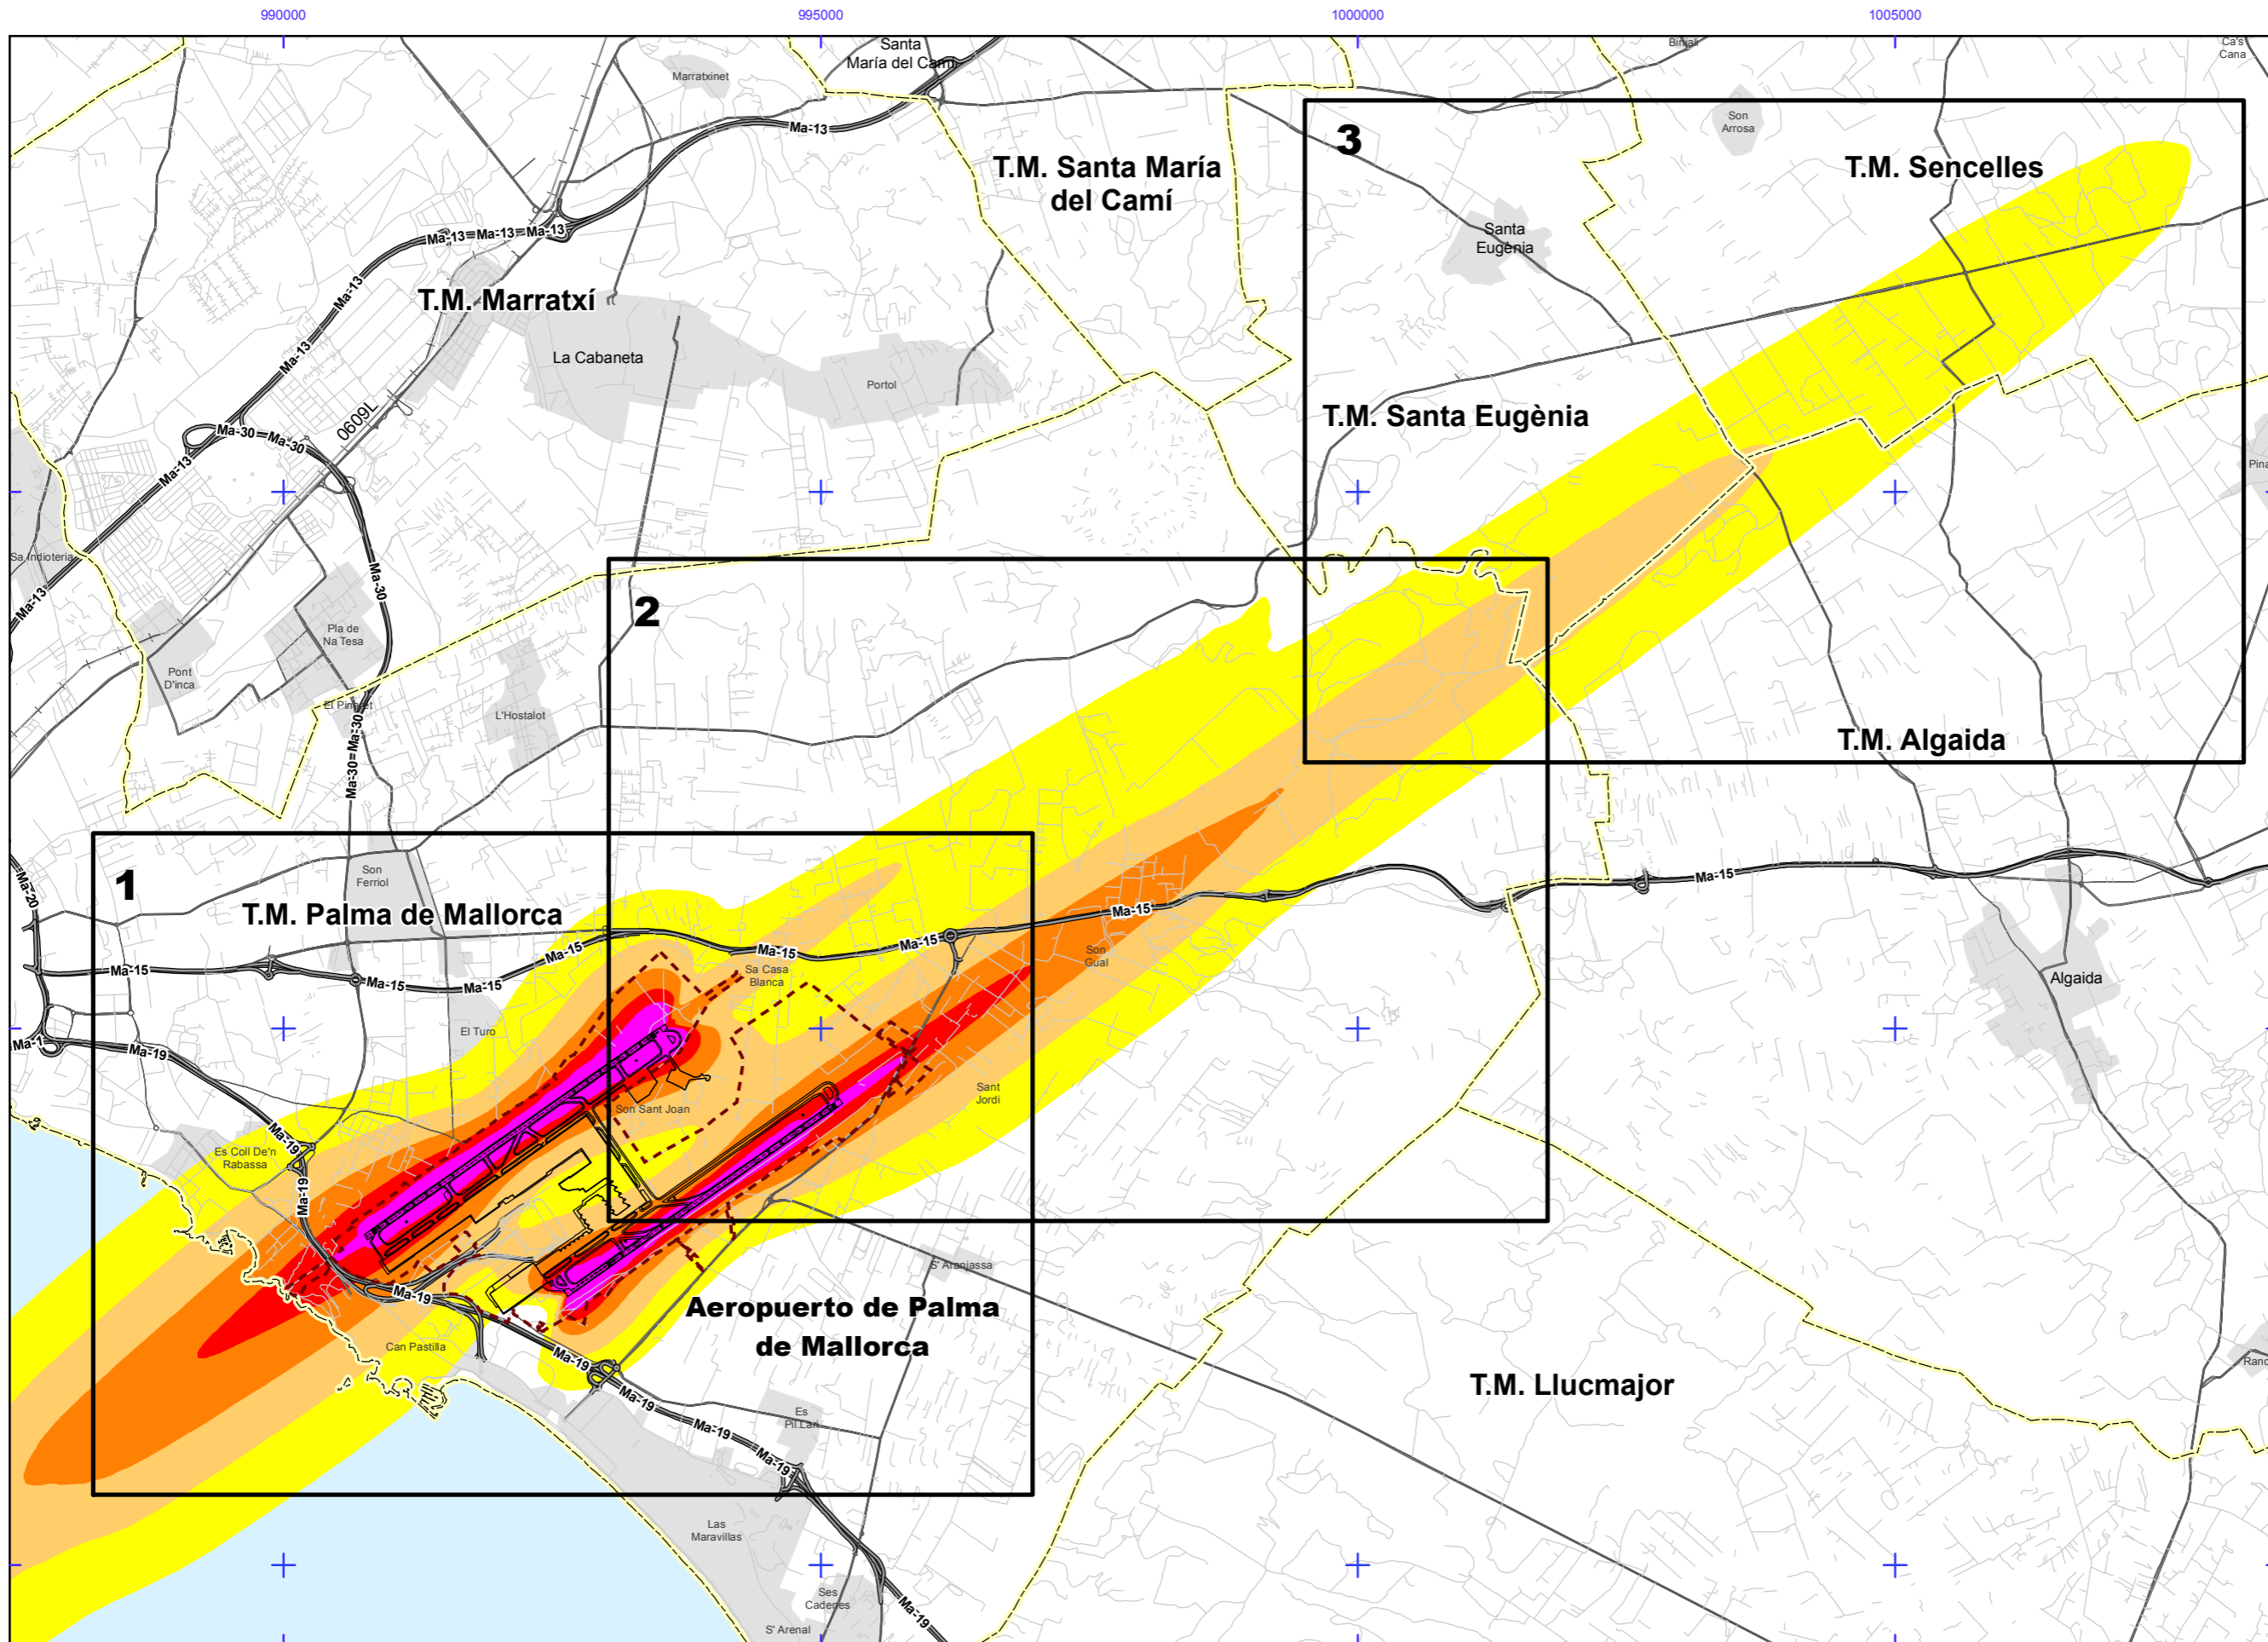 990000
995000
1000000
1005000
Santa
María del Camí
Marratxinet
Biniali
Ca's
Cana
Ma-13
3
Son
Arrosa
T.M. Santa María
del Camí
T.M. Sencelles
Santa
Eugènia
Ma-13
Ma-13
Ma-13
Ma-13
T.M. Marratxí
Ma-13
La Cabaneta
Portol
T.M. Santa Eugènia
0609L
Ma-30
Ma-30
Ma-13
Pina
Sa Indioteria
Ma-30
Ma-13
2
Pla de
Na Tesa
Pont
D'inca
El Pinaret
L'Hostalot
Ma-30
Ma-30
T.M. Algaida
1
Son
Ferriol
Ma-20
T.M. Palma de Mallorca
Ma-15
Ma-15
Ma-15
Ma-15
Ma-15
Ma-15
Ma-15
Ma-15
Sa Casa
Blanca
Son
Gual
Algaida
El Turo
Ma-1
Ma-19
Sant
Jordi
Son Sant Joan
Ma-19
Es Coll De'n
Rabassa
Ma-19
S' Aranjassa
Ma-19
Aeropuerto de Palma
de Mallorca
Can Pastilla
Ma-19
T.M. Llucmajor
Ma-19
Es
Pil.Lari
Ma-19
Ma-19
Las
Maravillas
Ses
Cadenes
Ma-19
S' Arenal